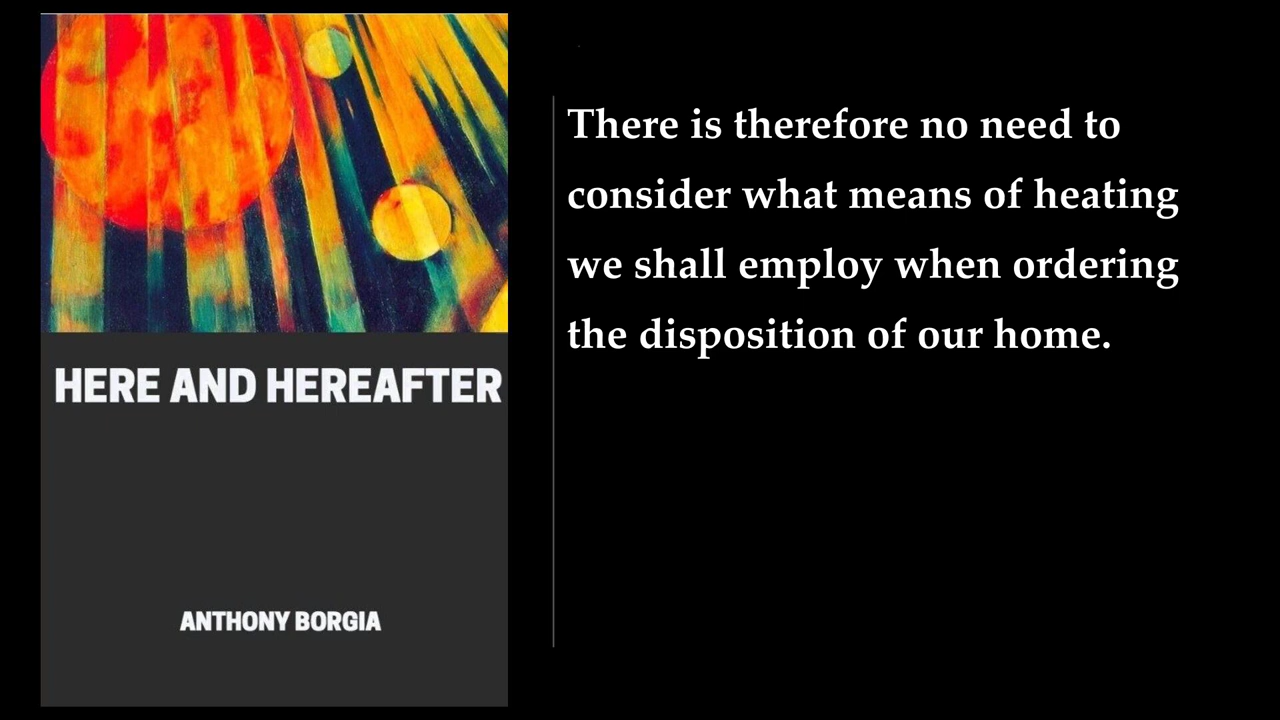 HERE AND HEREAFTER
ANTHONY BORGIA
There is therefore no need to
consider what means of heating
we shall employ when ordering
the disposition of our home.